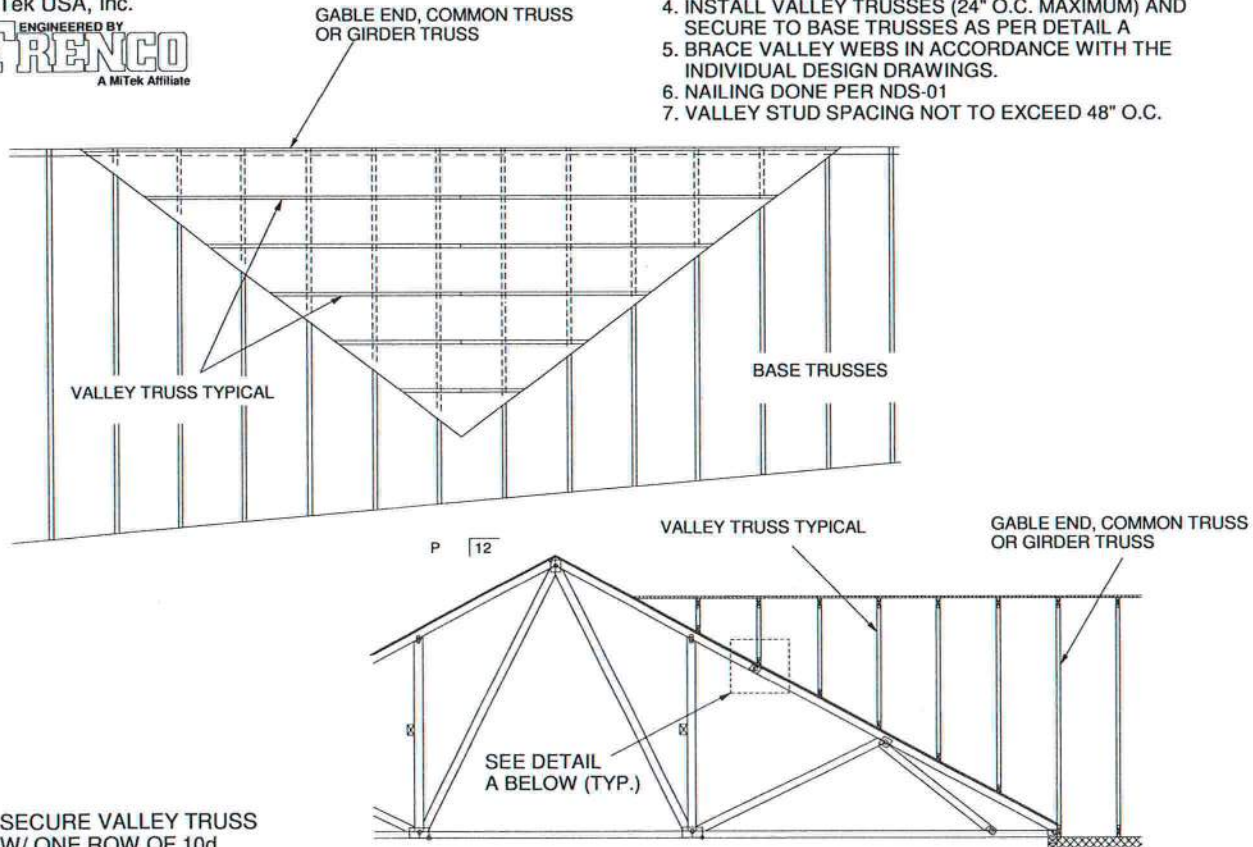 Tek USA, Inc.
ENGINEERED BY
TRENCO
A MiTek Affiliate
GABLE END, COMMON TRUSS
OR GIRDER TRUSS
4. INSTALL VALLEY TRUSSES (24" O.C. MAXIMUM) AND
SECURE TO BASE TRUSSES AS PER DETAIL A
5. BRACE VALLEY WEBS IN ACCORDANCE WITH THE
INDIVIDUAL DESIGN DRAWINGS.
6. NAILING DONE PER NDS-01
7. VALLEY STUD SPACING NOT TO EXCEED 48" O.C.
VALLEY TRUSS TYPICAL
BASE TRUSSES
P 12
VALLEY TRUSS TYPICAL
GABLE END, COMMON TRUSS
OR GIRDER TRUSS
SEE DETAIL
A BELOW (TYP.)
SECURE VALLEY TRUSS
W/ ONE ROW OF 10d